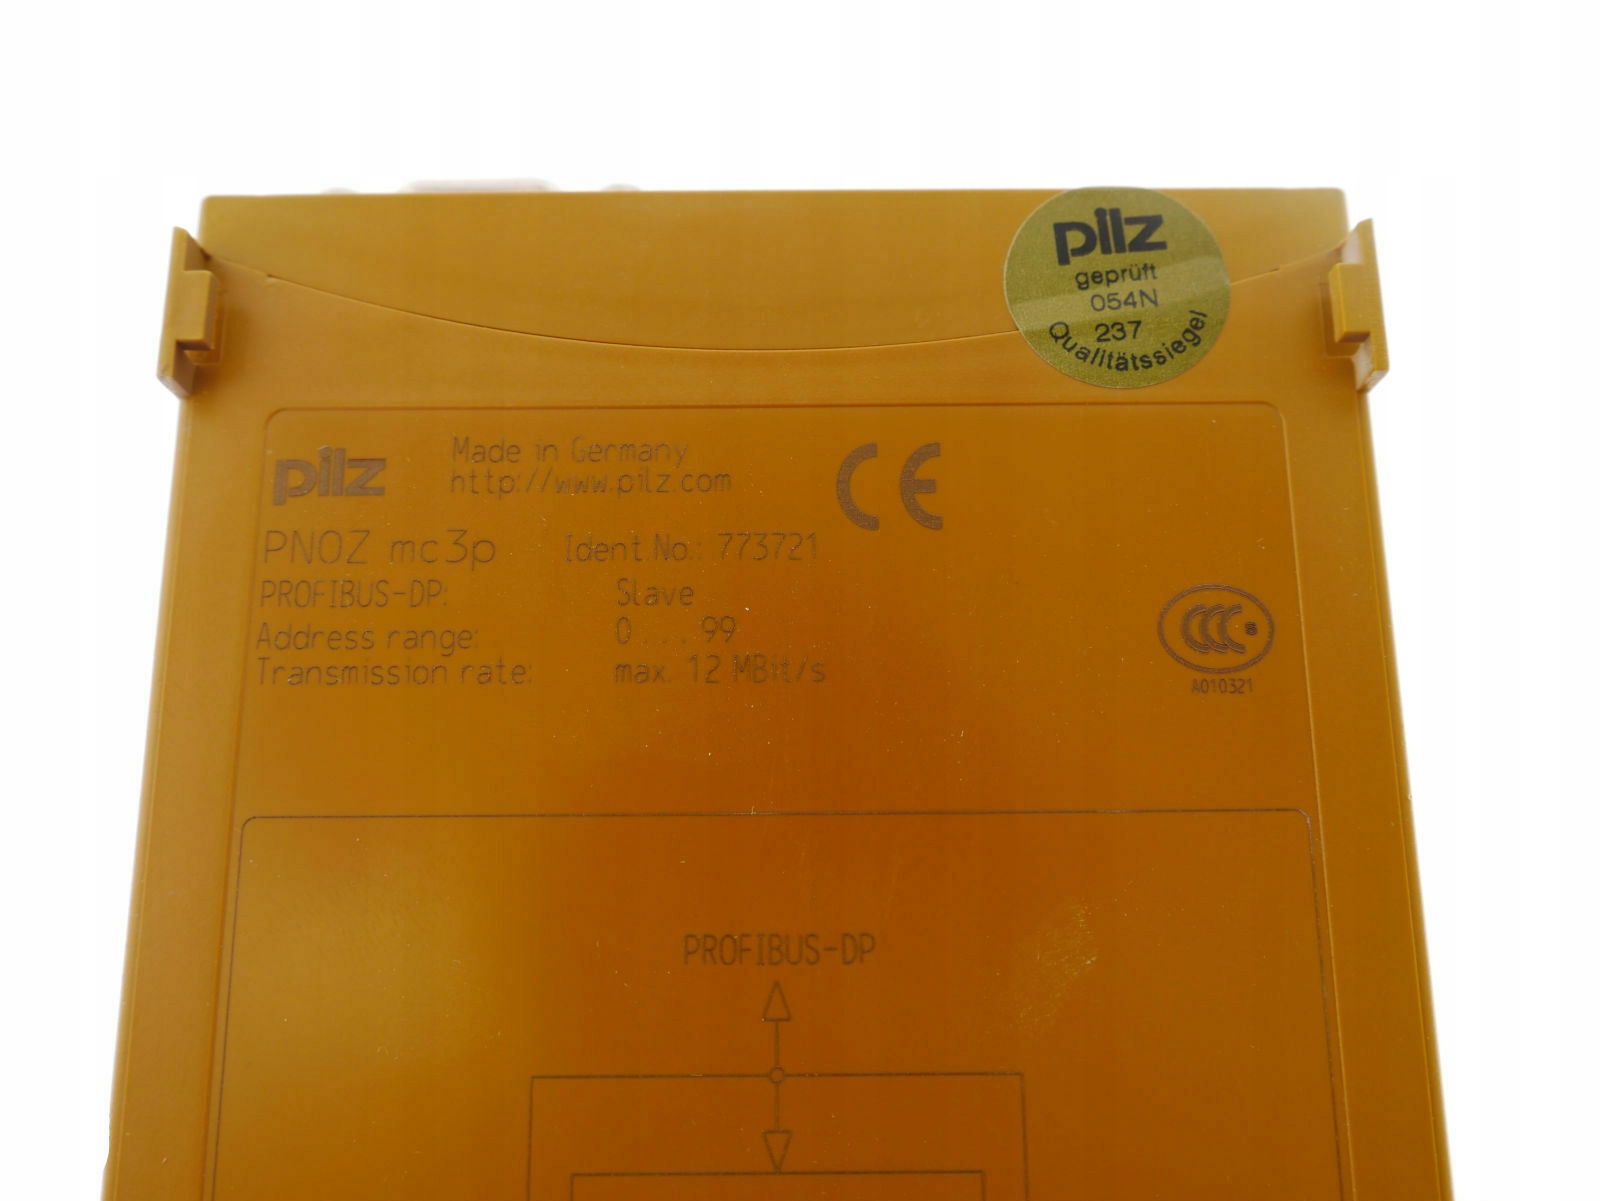 pilz
geprüft
054N
237
Qualitätssiegel
pilz
Made in Germany
http://www.pilz.com
CE
PNOZ mc3p Ident.No.: 773721
PROFIBUS-DP: Slave
Address range: 0...99
Transmission rate: max. 12 MBit/s
CCC S
A010321
PROFIBUS-DP